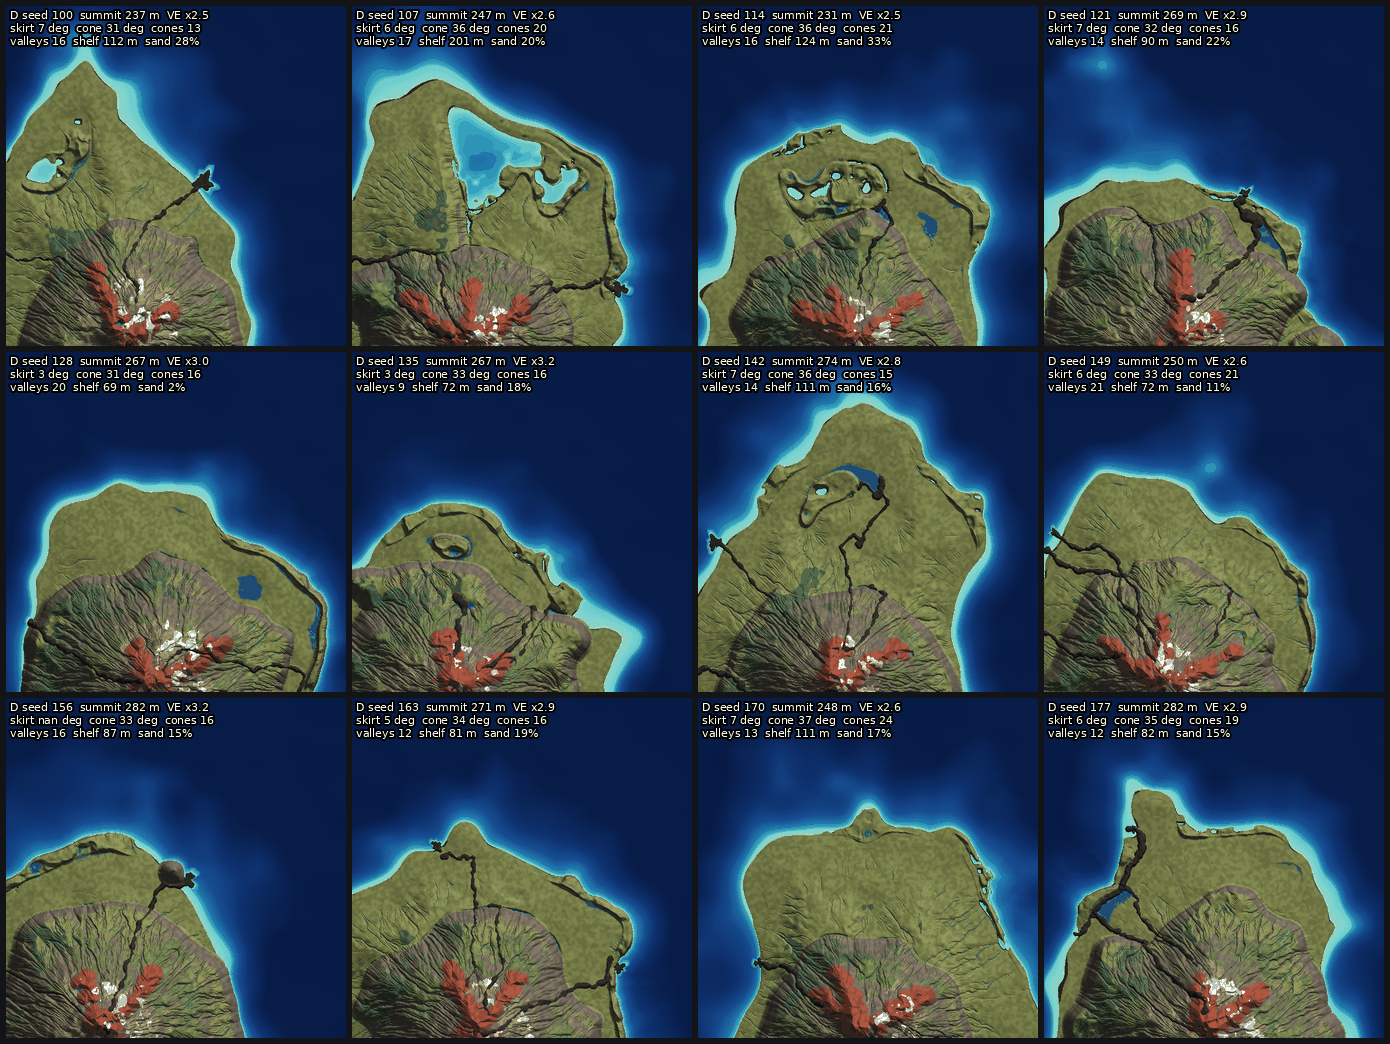 D seed 100  summit 237 m  VE x2.5
skirt 7 deg  cone 31 deg  cones 13
valleys 16  shelf 112 m  sand 28%
D seed 107  summit 247 m  VE x2.6
skirt 6 deg  cone 36 deg  cones 20
valleys 17  shelf 201 m  sand 20%
D seed 114  summit 231 m  VE x2.5
skirt 6 deg  cone 36 deg  cones 21
valleys 16  shelf 124 m  sand 33%
D seed 121  summit 269 m  VE x2.9
skirt 7 deg  cone 32 deg  cones 16
valleys 14  shelf 90 m  sand 22%
D seed 128  summit 267 m  VE x3.0
skirt 3 deg  cone 31 deg  cones 16
valleys 20  shelf 69 m  sand 2%
D seed 135  summit 267 m  VE x3.2
skirt 3 deg  cone 33 deg  cones 16
valleys 9  shelf 72 m  sand 18%
D seed 142  summit 274 m  VE x2.8
skirt 7 deg  cone 36 deg  cones 15
valleys 14  shelf 111 m  sand 16%
D seed 149  summit 250 m  VE x2.6
skirt 6 deg  cone 33 deg  cones 21
valleys 21  shelf 72 m  sand 11%
D seed 156  summit 282 m  VE x3.2
skirt nan deg  cone 33 deg  cones 16
valleys 16  shelf 87 m  sand 15%
D seed 163  summit 271 m  VE x2.9
skirt 5 deg  cone 34 deg  cones 16
valleys 12  shelf 81 m  sand 19%
D seed 170  summit 248 m  VE x2.6
skirt 7 deg  cone 37 deg  cones 24
valleys 13  shelf 111 m  sand 17%
D seed 177  summit 282 m  VE x2.9
skirt 6 deg  cone 35 deg  cones 19
valleys 12  shelf 82 m  sand 15%